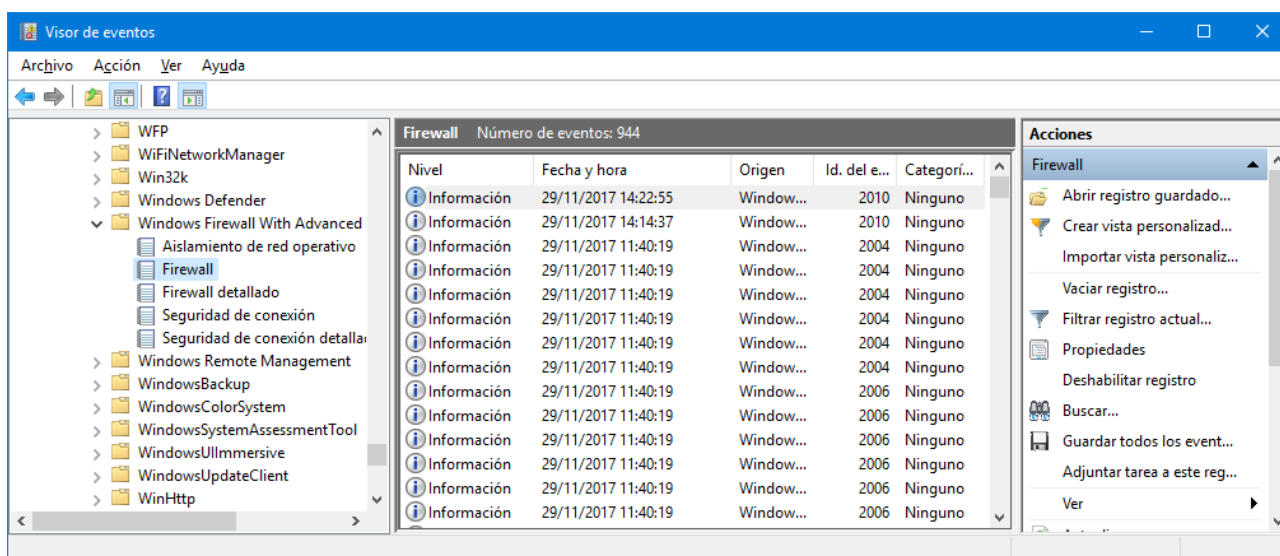 Visor de eventos
Archivo Acción Ver Ayuda
WFP
WiFiNetworkManager
Win32k
Windows Defender
Windows Firewall With Advanced
Aislamiento de red operativo
Firewall
Firewall detallado
Seguridad de conexión
Seguridad de conexión detalla
Windows Remote Management
WindowsBackup
WindowsColorSystem
WindowsSystemAssessmentTool
WindowsUIImmersive
WindowsUpdateClient
WinHttp
Firewall Número de eventos: 944
Nivel Fecha y hora Origen Id. del e... Categorí...
Información 29/11/2017 14:22:55 Window... 2010 Ninguno
Información 29/11/2017 14:14:37 Window... 2010 Ninguno
Información 29/11/2017 11:40:19 Window... 2004 Ninguno
Información 29/11/2017 11:40:19 Window... 2004 Ninguno
Información 29/11/2017 11:40:19 Window... 2004 Ninguno
Información 29/11/2017 11:40:19 Window... 2004 Ninguno
Información 29/11/2017 11:40:19 Window... 2004 Ninguno
Información 29/11/2017 11:40:19 Window... 2004 Ninguno
Información 29/11/2017 11:40:19 Window... 2006 Ninguno
Información 29/11/2017 11:40:19 Window... 2006 Ninguno
Información 29/11/2017 11:40:19 Window... 2006 Ninguno
Información 29/11/2017 11:40:19 Window... 2006 Ninguno
Información 29/11/2017 11:40:19 Window... 2006 Ninguno
Información 29/11/2017 11:40:19 Window... 2006 Ninguno
Acciones
Firewall
Abrir registro guardado...
Crear vista personalizad...
Importar vista personaliz...
Vaciar registro...
Filtrar registro actual...
Propiedades
Deshabilitar registro
Buscar...
Guardar todos los event...
Adjuntar tarea a este reg...
Ver